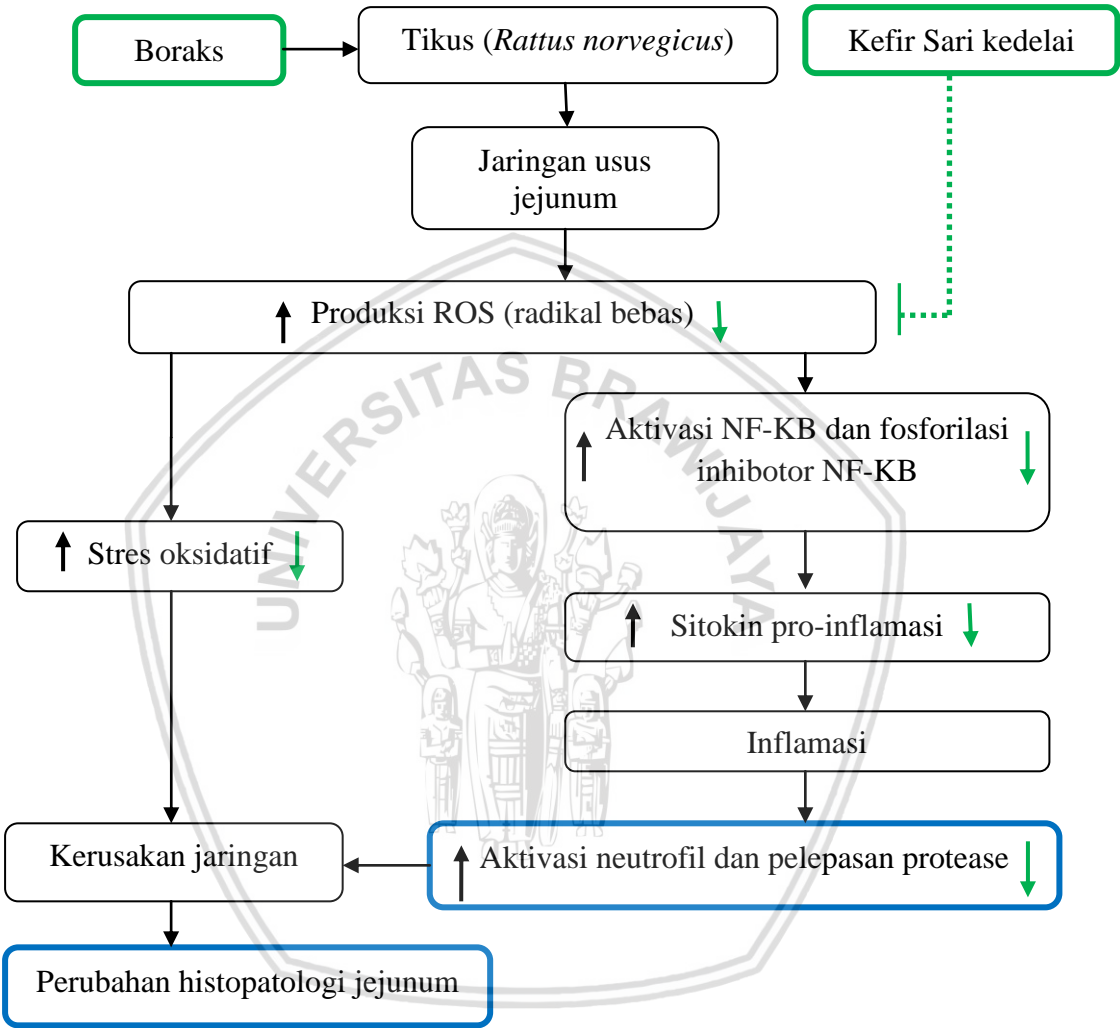 Boraks
Tikus (Rattus norvegicus)
Kefir Sari kedelai
Jaringan usus
jejunum
Produksi ROS (radikal bebas)
UNIVERSITAS BRAWIJAYA
Aktivasi NF-KB dan fosforilasi
inhibotor NF-KB
Stres oksidatif
Sitokin pro-inflamasi
Inflamasi
Kerusakan jaringan
Aktivasi neutrofil dan pelepasan protease
Perubahan histopatologi jejunum